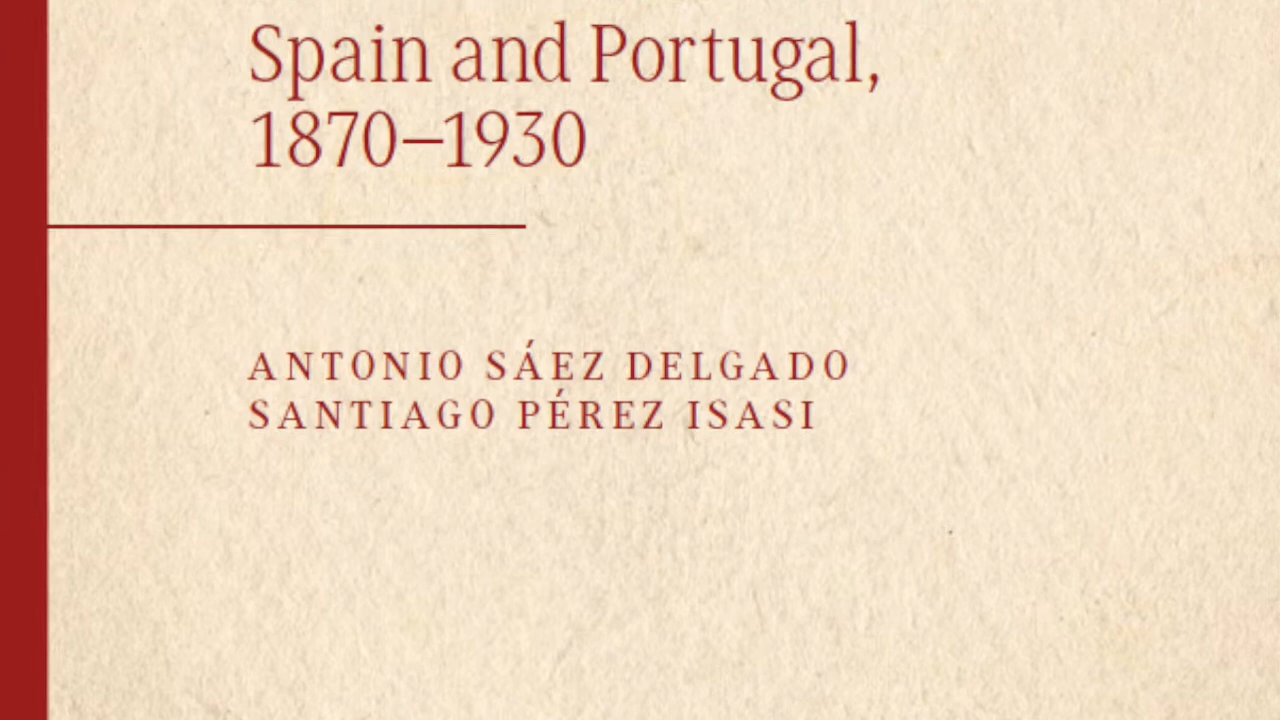 Spain and Portugal,
1870–1930
ANTONIO SÁEZ DELGADO
SANTIAGO PÉREZ ISASI